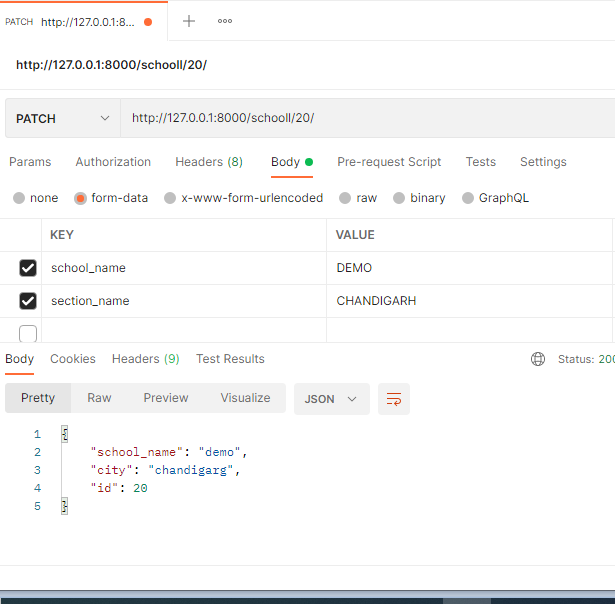 PATCH http://127.0.0.1:8...
http://127.0.0.1:8000/schooll/20/
PATCH http://127.0.0.1:8000/schooll/20/
Params Authorization Headers (8) Body Pre-request Script Tests Settings
none form-data x-www-form-urlencoded raw binary GraphQL
KEY VALUE
school_name DEMO
section_name CHANDIGARH
Body Cookies Headers (9) Test Results Status: 200
Pretty Raw Preview Visualize JSON
1 {
2 "school_name": "demo",
3 "city": "chandigarg",
4 "id": 20
5 }